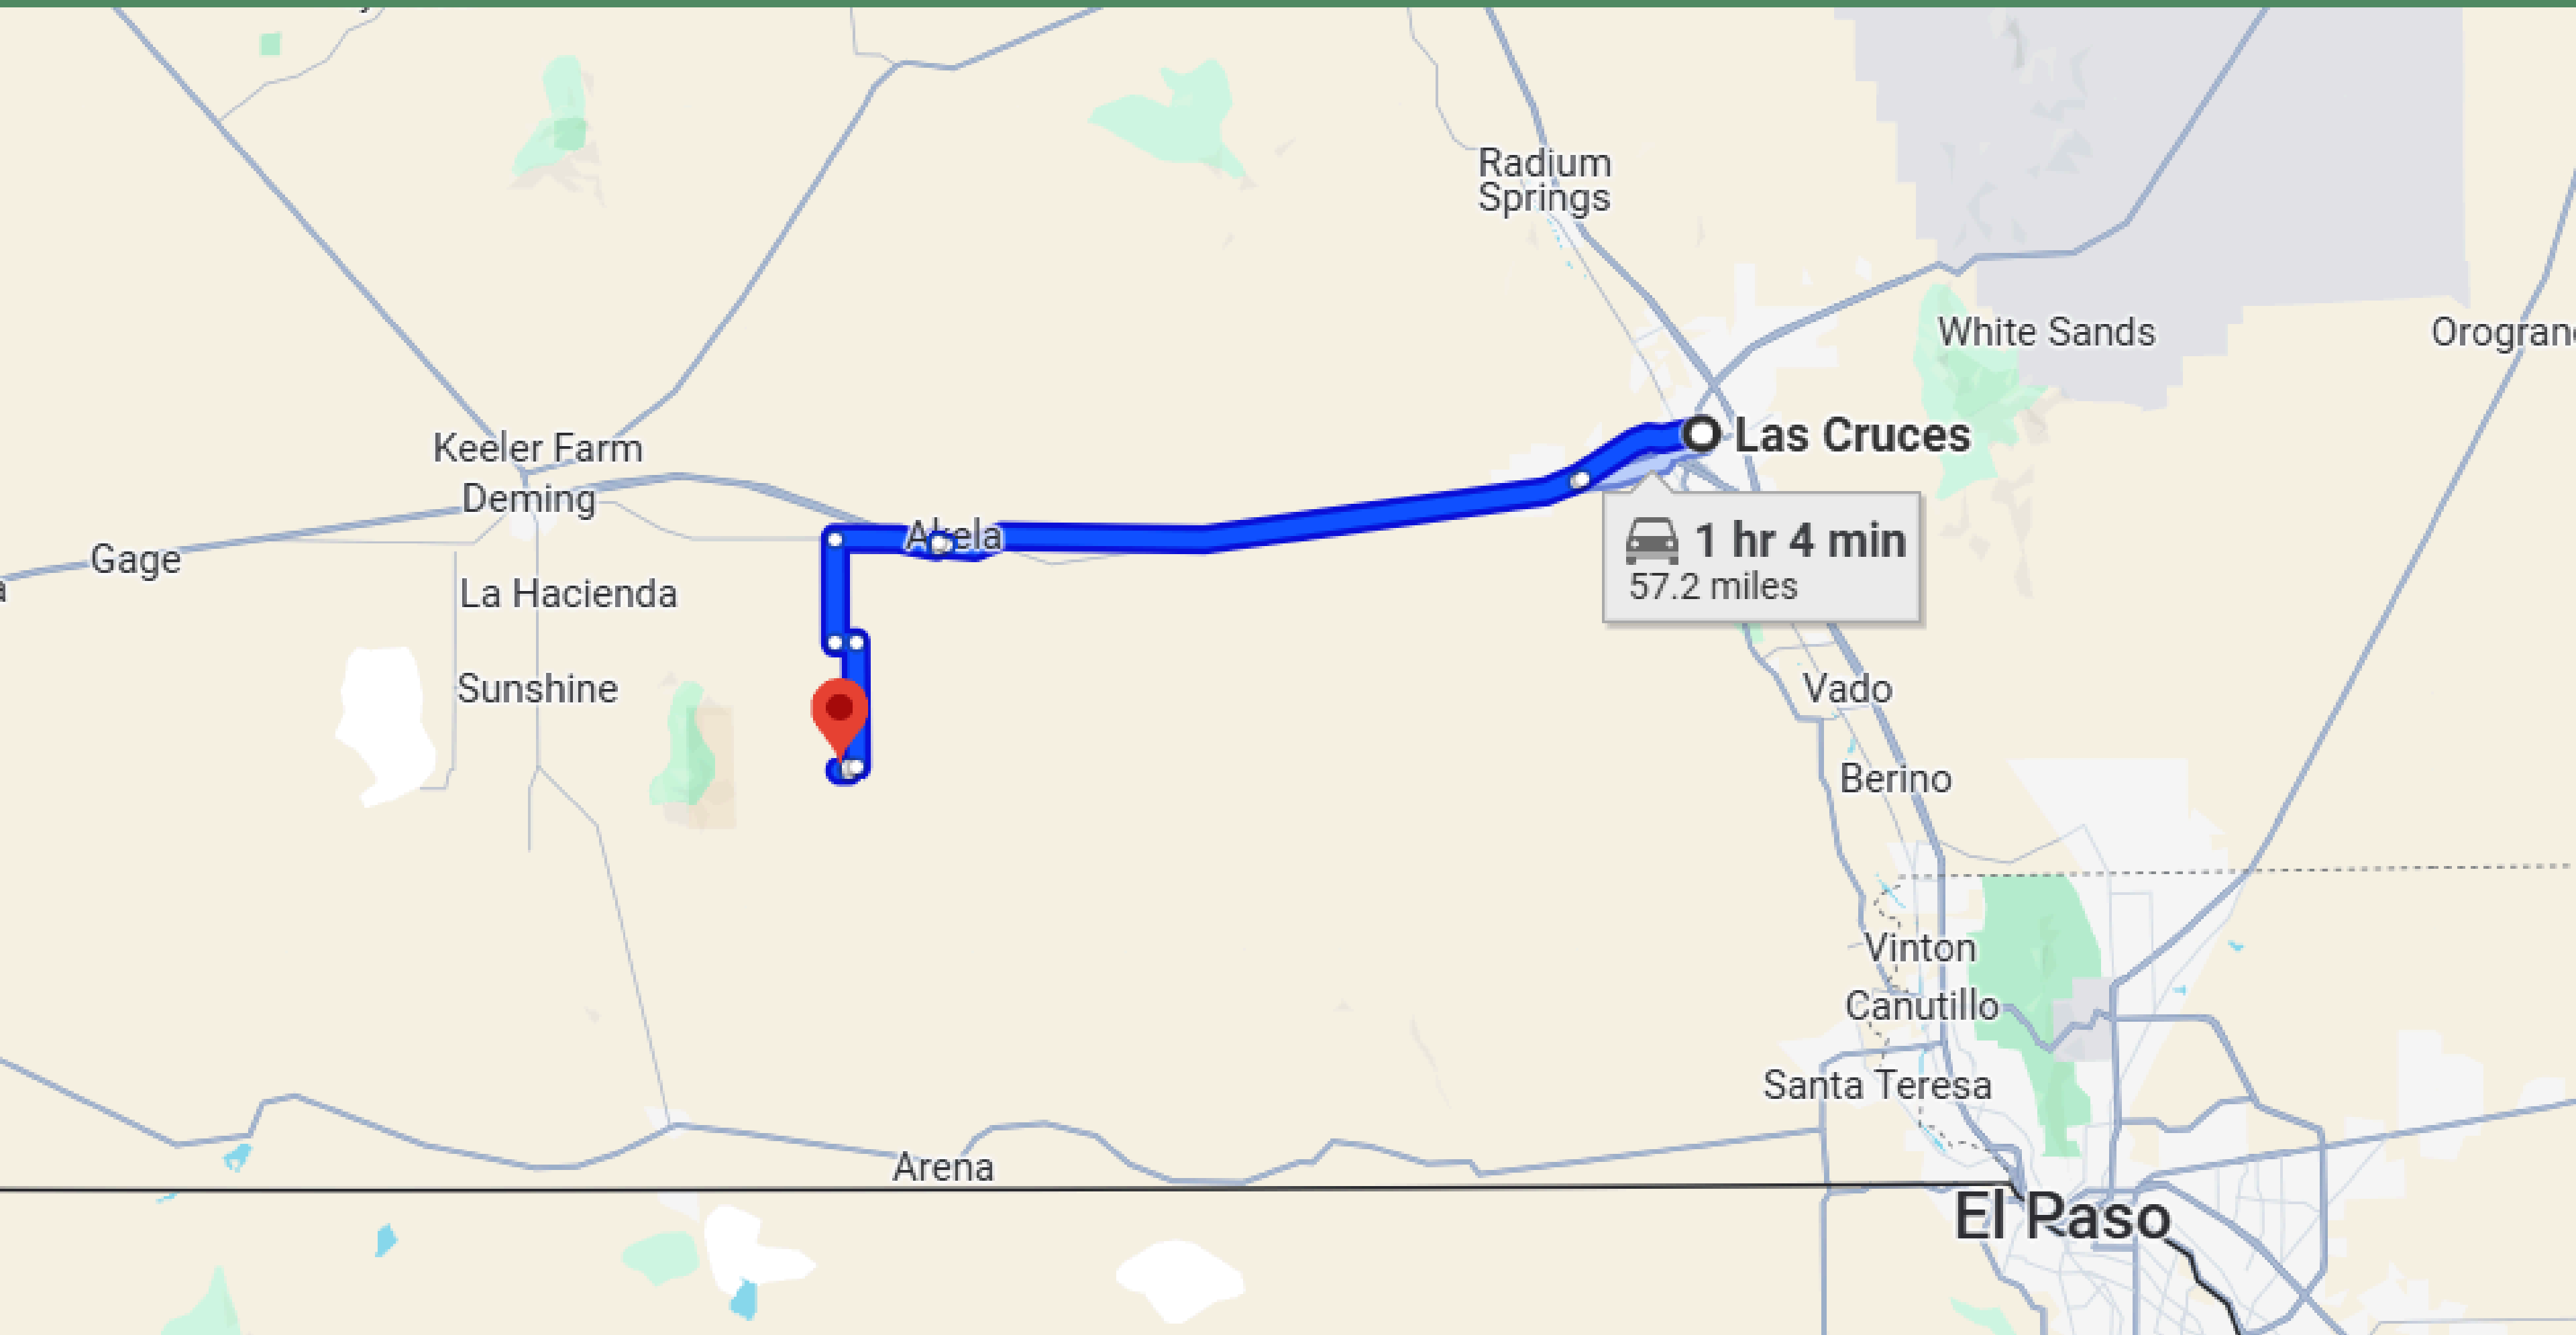 Radium
Springs
White Sands
Orogran
Keeler Farm
Las Cruces
Deming
Akela
Gage
1 hr 4 min
57.2 miles
La Hacienda
Sunshine
Vado
Berino
Vinton
Canutillo
Santa Teresa
Arena
El Paso